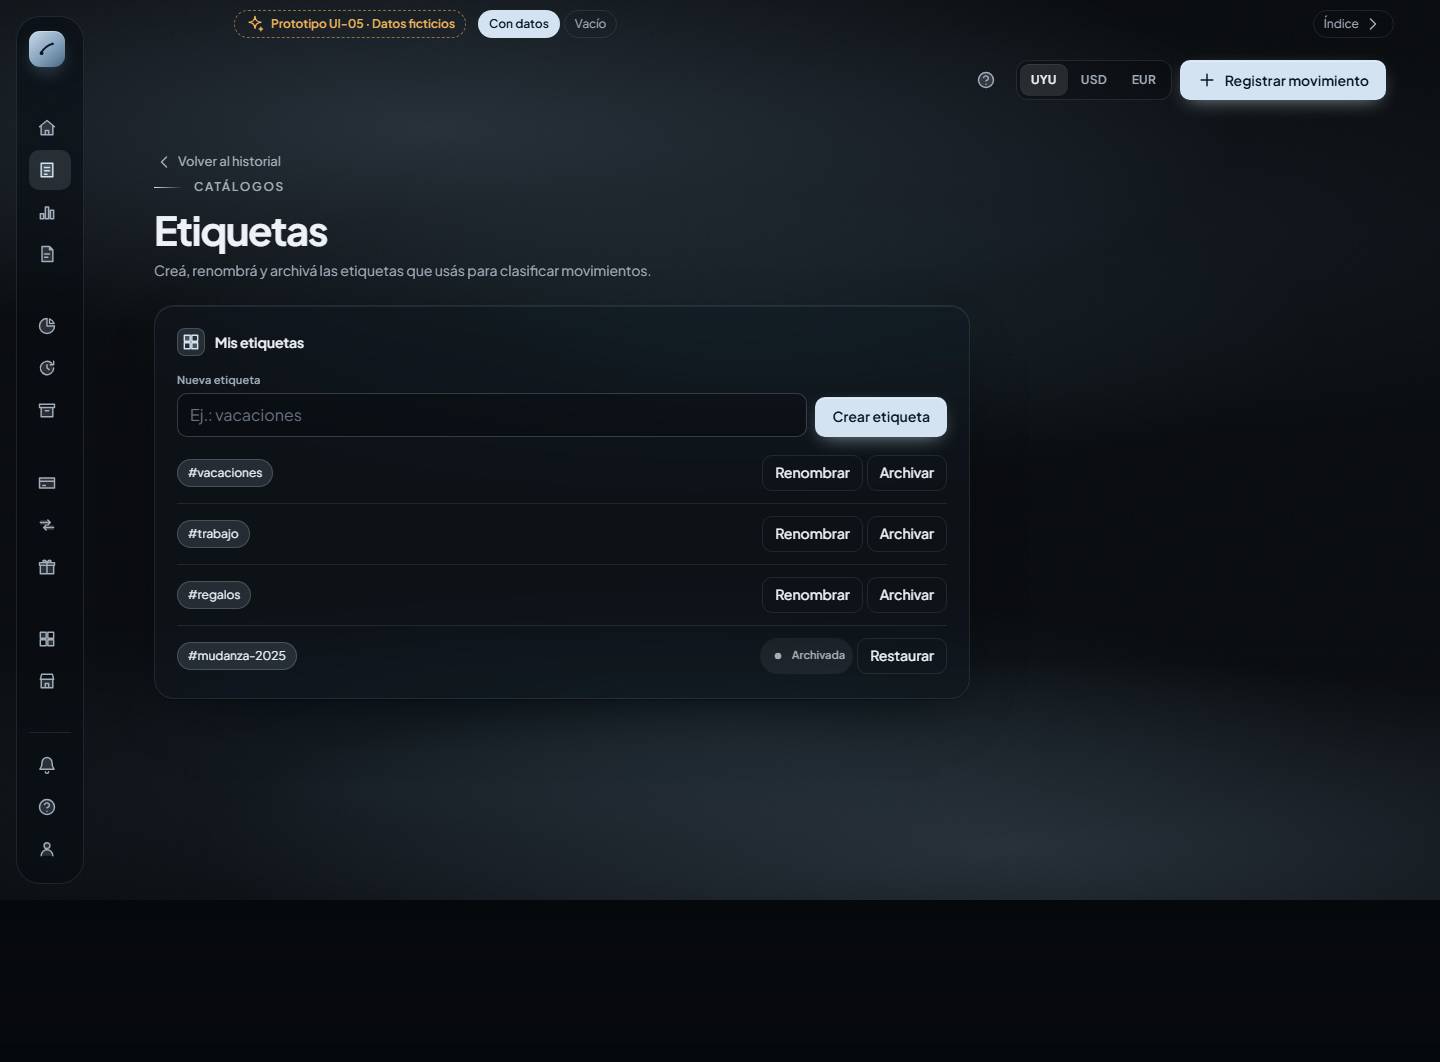 Prototipo UI-05 · Datos ficticios
Con datos
Vacío
Índice
UYU
USD
EUR
Registrar movimiento
Volver al historial
CATÁLOGOS
Etiquetas
Creá, renombrá y archivá las etiquetas que usás para clasificar movimientos.
Mis etiquetas
Nueva etiqueta
Ej.: vacaciones
Crear etiqueta
#vacaciones
Renombrar
Archivar
#trabajo
Renombrar
Archivar
#regalos
Renombrar
Archivar
#mudanza-2025
Archivada
Restaurar